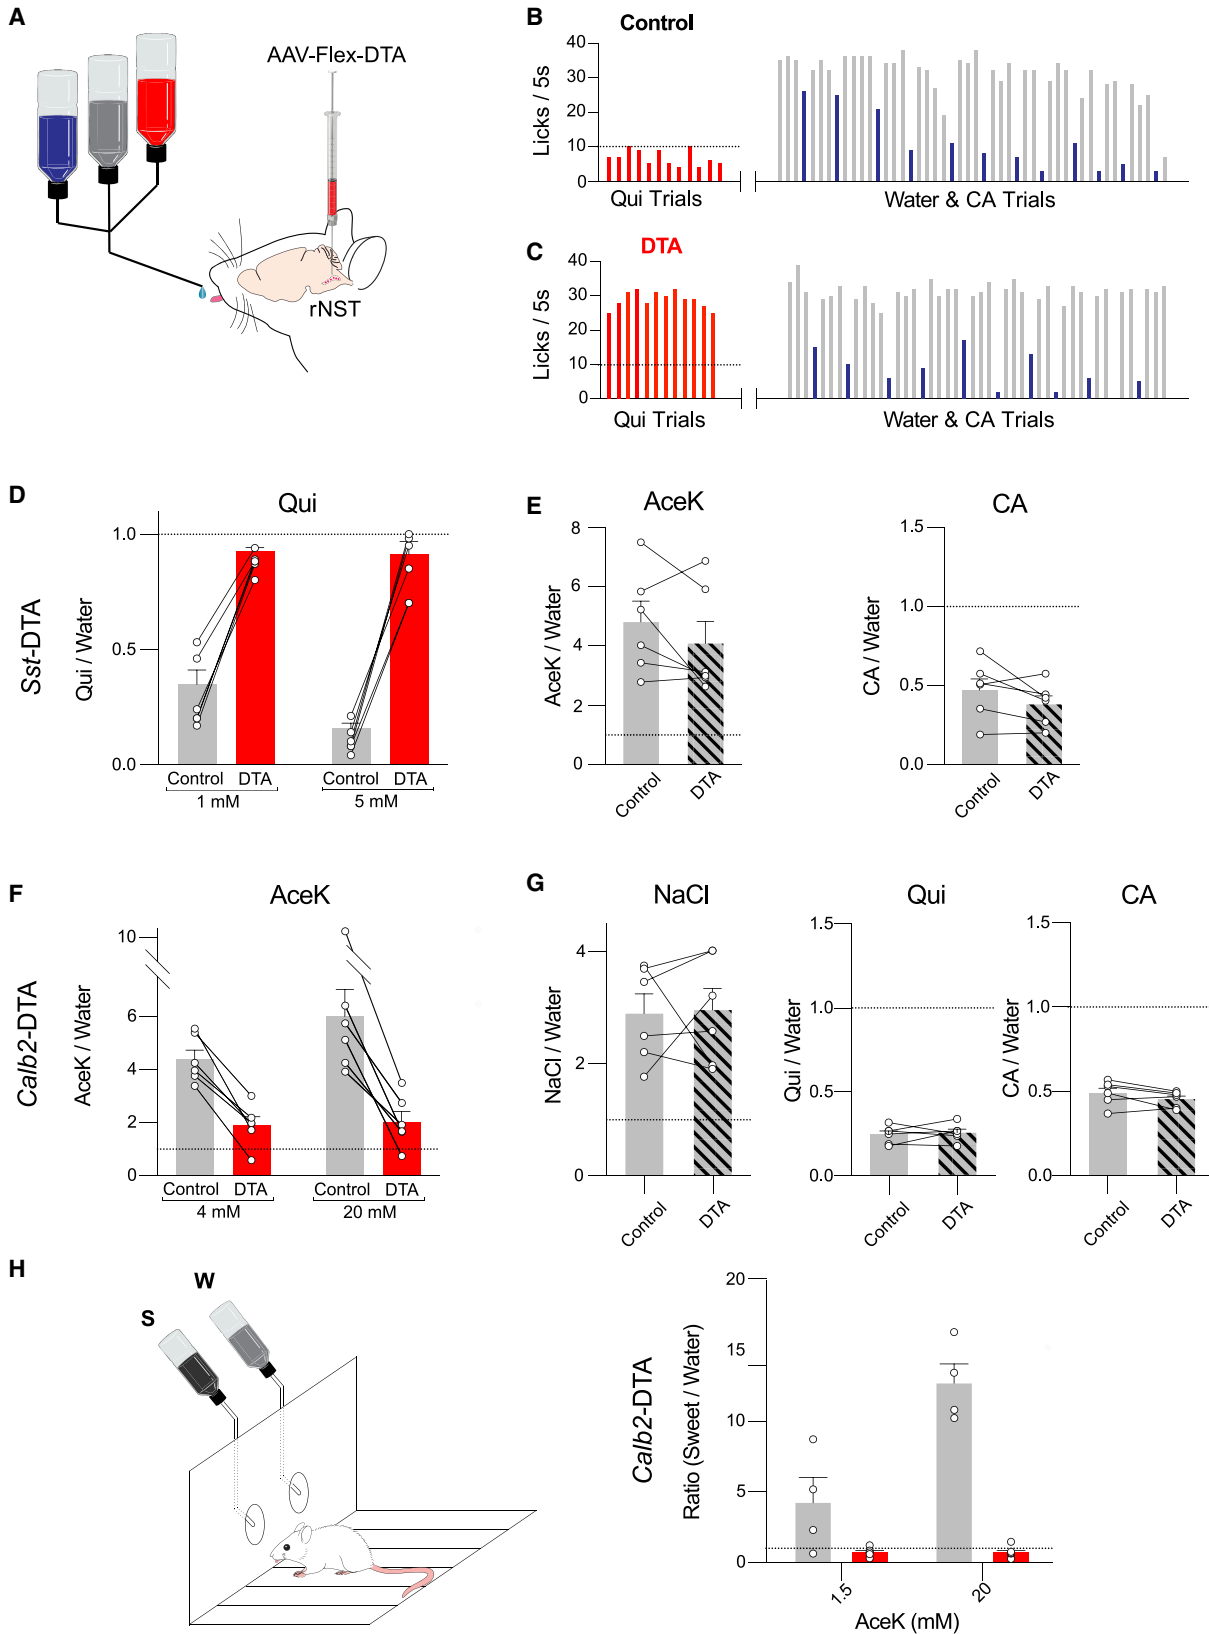 A
AAV-Flex-DTA
rNST
B
Control
40
30
20
10
0
Licks / 5s
Qui Trials
Water & CA Trials
C
DTA
40
30
20
10
0
Licks / 5s
Qui Trials
Water & CA Trials
D
Qui
Sst-DTA
Qui / Water
1.0
0.5
0.0
Control DTA
1 mM
Control DTA
5 mM
E
AceK
AceK / Water
8
6
4
2
0
Control
DTA
CA
CA / Water
1.5
1.0
0.5
0.0
Control
DTA
F
AceK
Calb2-DTA
AceK / Water
10
6
4
2
0
Control DTA
4 mM
Control DTA
20 mM
G
NaCl
NaCl / Water
4
2
0
Control
DTA
Qui
Qui / Water
1.5
1.0
0.5
0.0
Control
DTA
CA
CA / Water
1.5
1.0
0.5
0.0
Control
DTA
H
W
S
Calb2-DTA
Ratio (Sweet / Water)
20
15
10
5
0
1.5
20
AceK (mM)